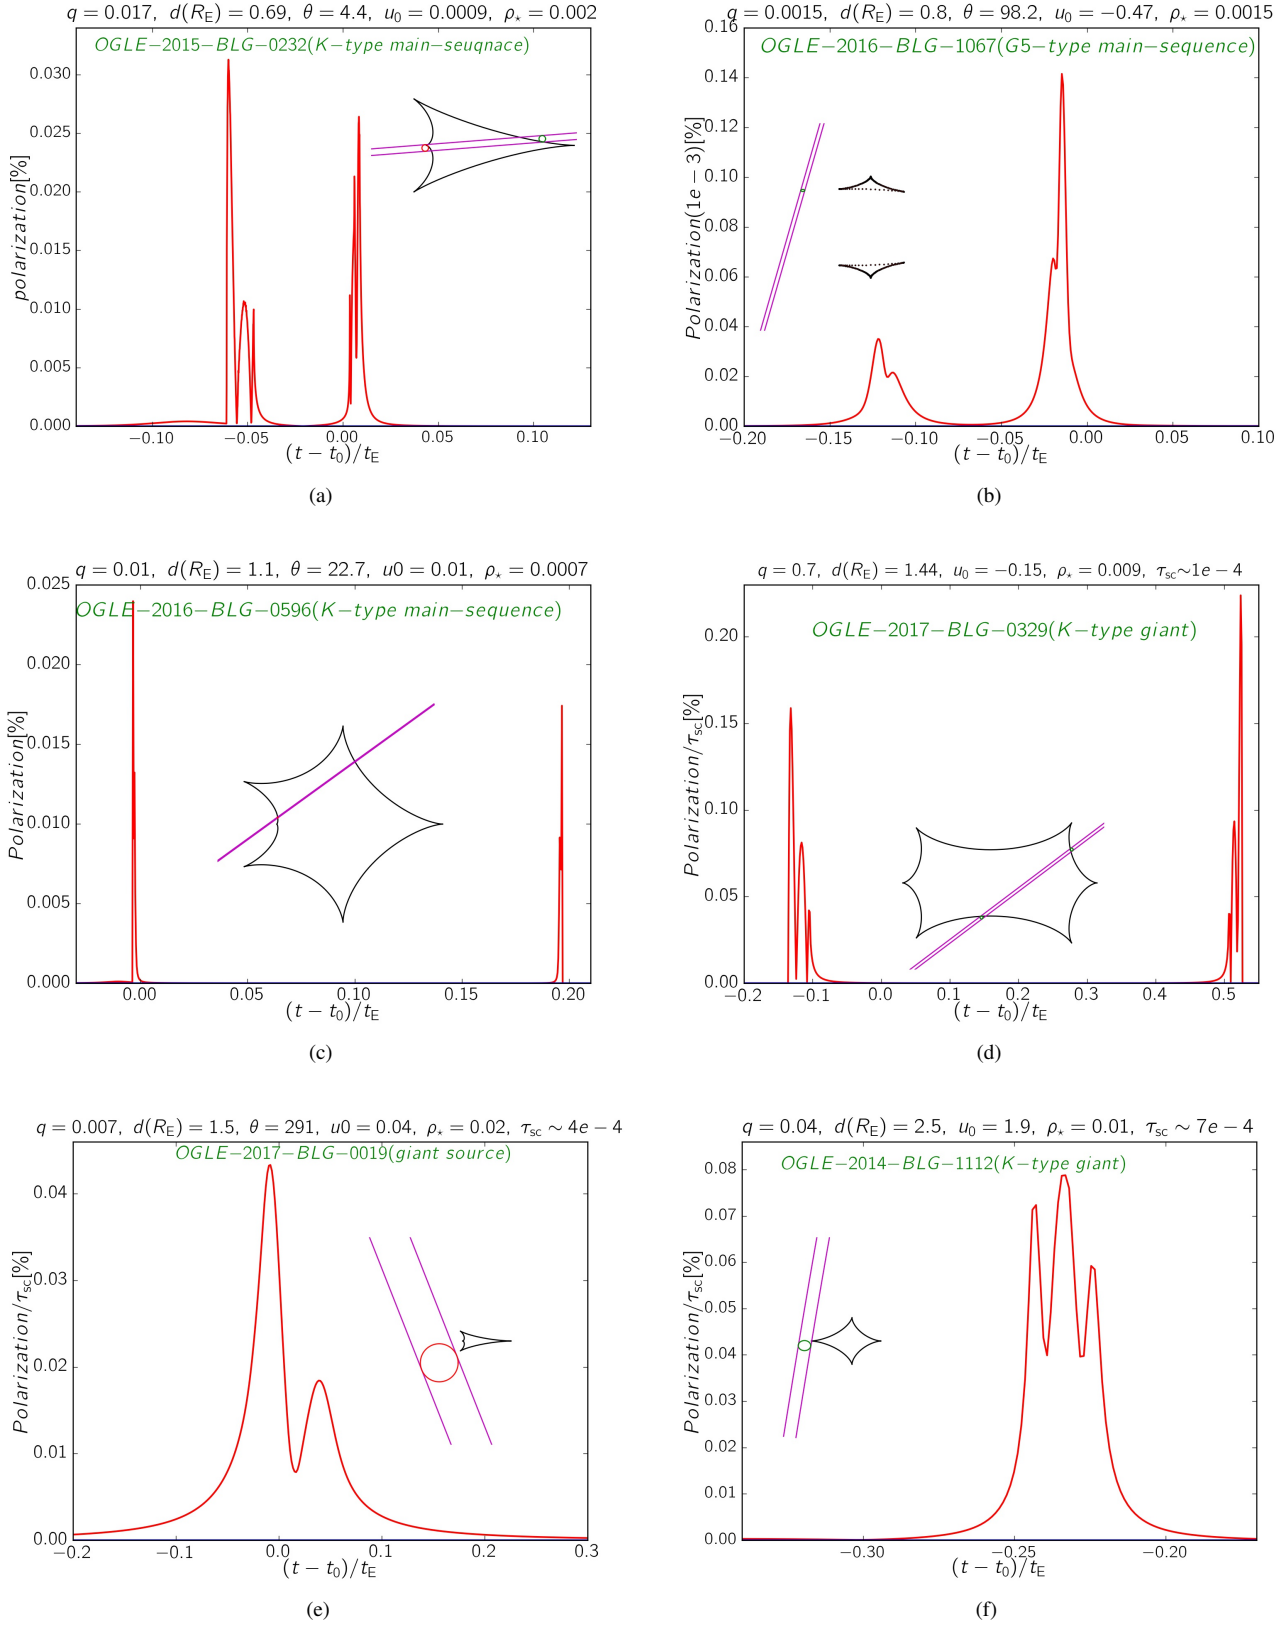 q = 0.017, d(R_E) = 0.69, θ = 4.4, u_0 = 0.0009, ρ_⋆ = 0.002
OGLE−2015−BLG−0232(K−type main−seuqnace)
0.030
0.025
0.020
0.015
0.010
0.005
0.000
polarization[%]
−0.10 −0.05 0.00 0.05 0.10
(t − t_0)/t_E
(a)
q = 0.0015, d(R_E) = 0.8, θ = 98.2, u_0 = −0.47, ρ_⋆ = 0.0015
OGLE−2016−BLG−1067(G5−type main−sequence)
0.16
0.14
0.12
0.10
0.08
0.06
0.04
0.02
0.00
Polarization(1e − 3)[%]
−0.20 −0.15 −0.10 −0.05 0.00 0.05 0.10
(t − t_0)/t_E
(b)
q = 0.01, d(R_E) = 1.1, θ = 22.7, u0 = 0.01, ρ_⋆ = 0.0007
OGLE−2016−BLG−0596(K−type main−sequence)
0.025
0.020
0.015
0.010
0.005
0.000
Polarization[%]
0.00 0.05 0.10 0.15 0.20
(t − t_0)/t_E
(c)
q = 0.7, d(R_E) = 1.44, u_0 = −0.15, ρ_⋆ = 0.009, τ_sc∼1e − 4
OGLE−2017−BLG−0329(K−type giant)
0.20
0.15
0.10
0.05
0.00
Polarization/τ_sc[%]
−0.2 −0.1 0.0 0.1 0.2 0.3 0.4 0.5
(t − t_0)/t_E
(d)
q = 0.007, d(R_E) = 1.5, θ = 291, u0 = 0.04, ρ_⋆ = 0.02, τ_sc ∼ 4e − 4
OGLE−2017−BLG−0019(giant source)
0.04
0.03
0.02
0.01
0.00
Polarization/τ_sc[%]
−0.2 −0.1 0.0 0.1 0.2 0.3
(t − t_0)/t_E
(e)
q = 0.04, d(R_E) = 2.5, u_0 = 1.9, ρ_⋆ = 0.01, τ_sc ∼ 7e − 4
OGLE−2014−BLG−1112(K−type giant)
0.08
0.07
0.06
0.05
0.04
0.03
0.02
0.01
0.00
Polarization/τ_sc[%]
−0.30 −0.25 −0.20
(t − t_0)/t_E
(f)